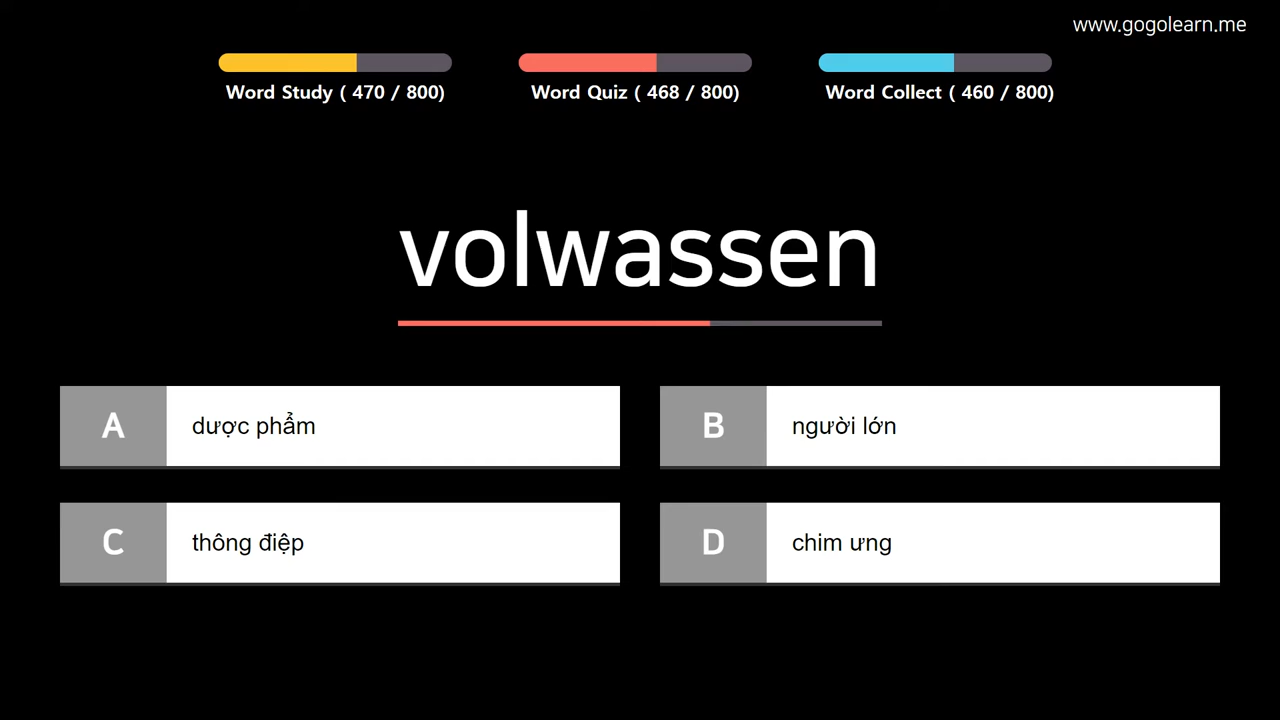 www.gogolearn.me
Word Study ( 470 / 800)
Word Quiz ( 468 / 800)
Word Collect ( 460 / 800)
volwassen
A dược phẩm
B người lớn
C thông điệp
D chim ưng